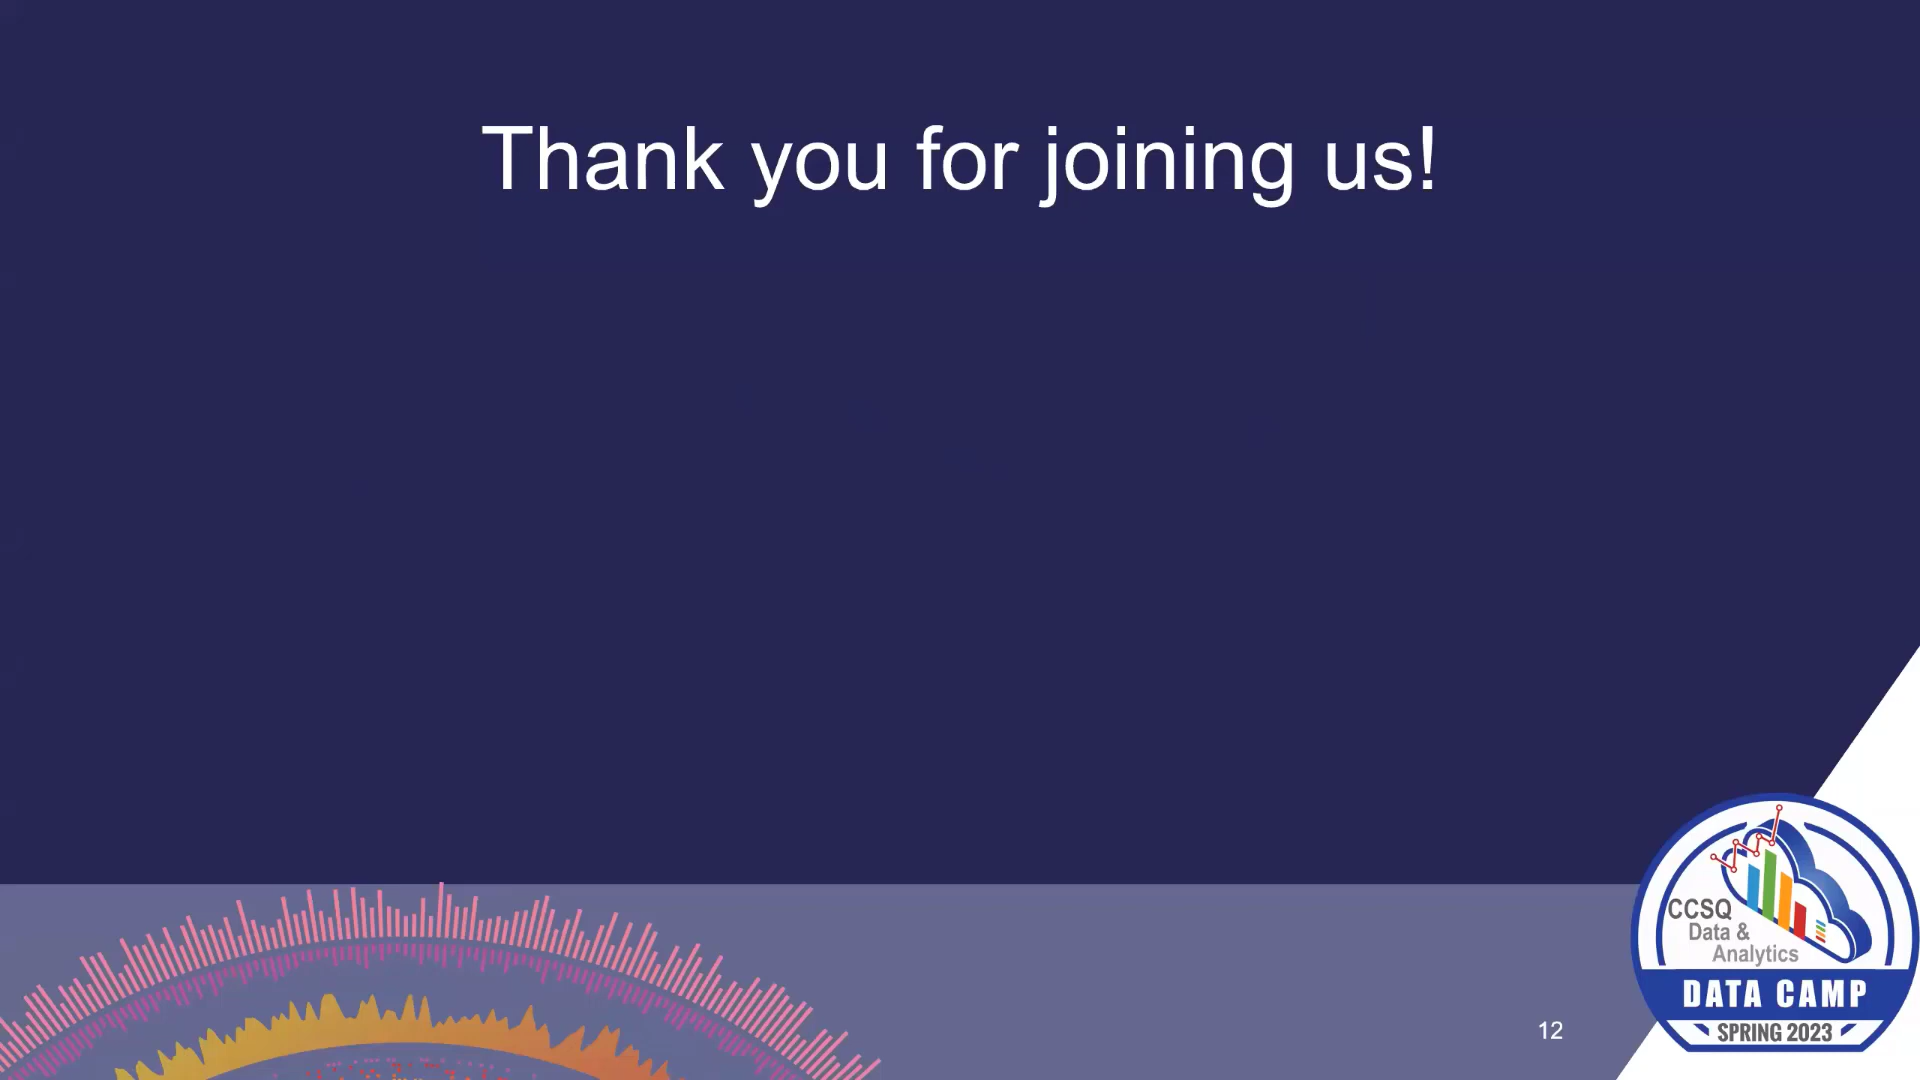 Thank you for joining us!
CCSQ
Data &
Analytics
DATA CAMP
SPRING 2023
12